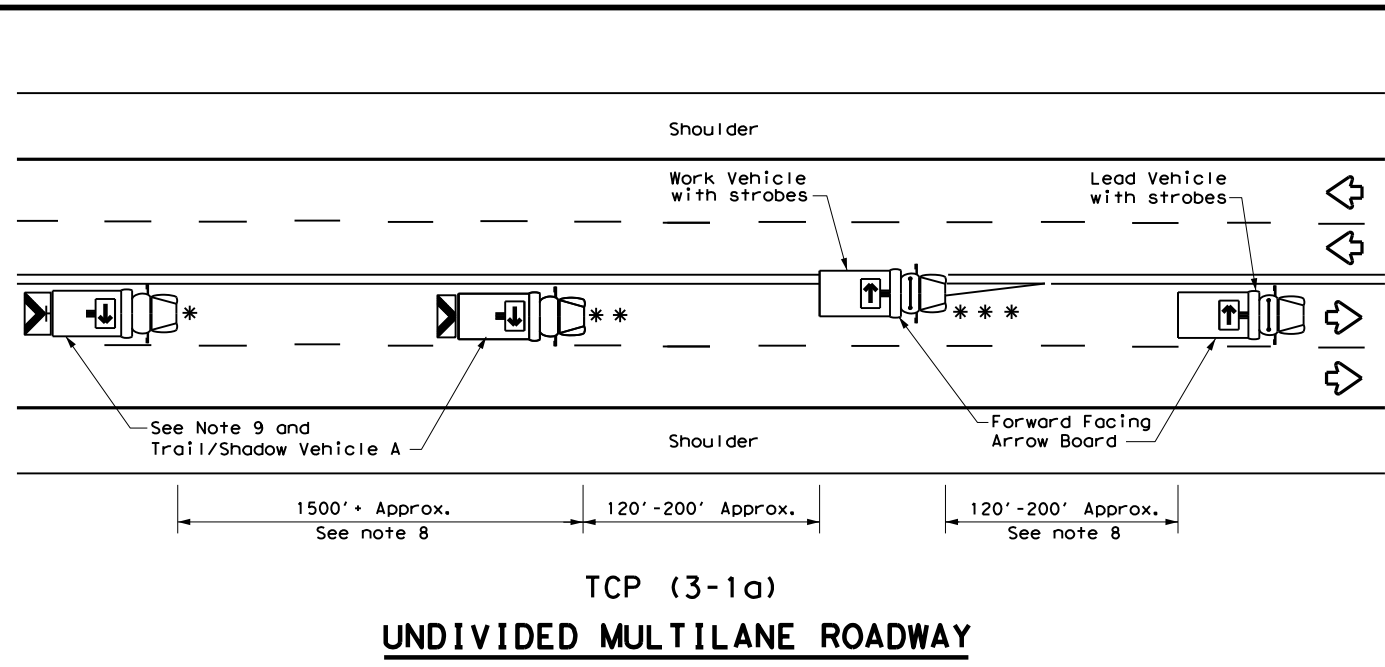 Shoulder
Work Vehicle
with strobes
Lead Vehicle
with strobes
*
* *
* * *
See Note 9 and
Trail/Shadow Vehicle A
Shoulder
Forward Facing
Arrow Board
1500'+ Approx.
See note 8
120'-200' Approx.
120'-200' Approx.
See note 8
TCP (3-1a)
UNDIVIDED MULTILANE ROADWAY